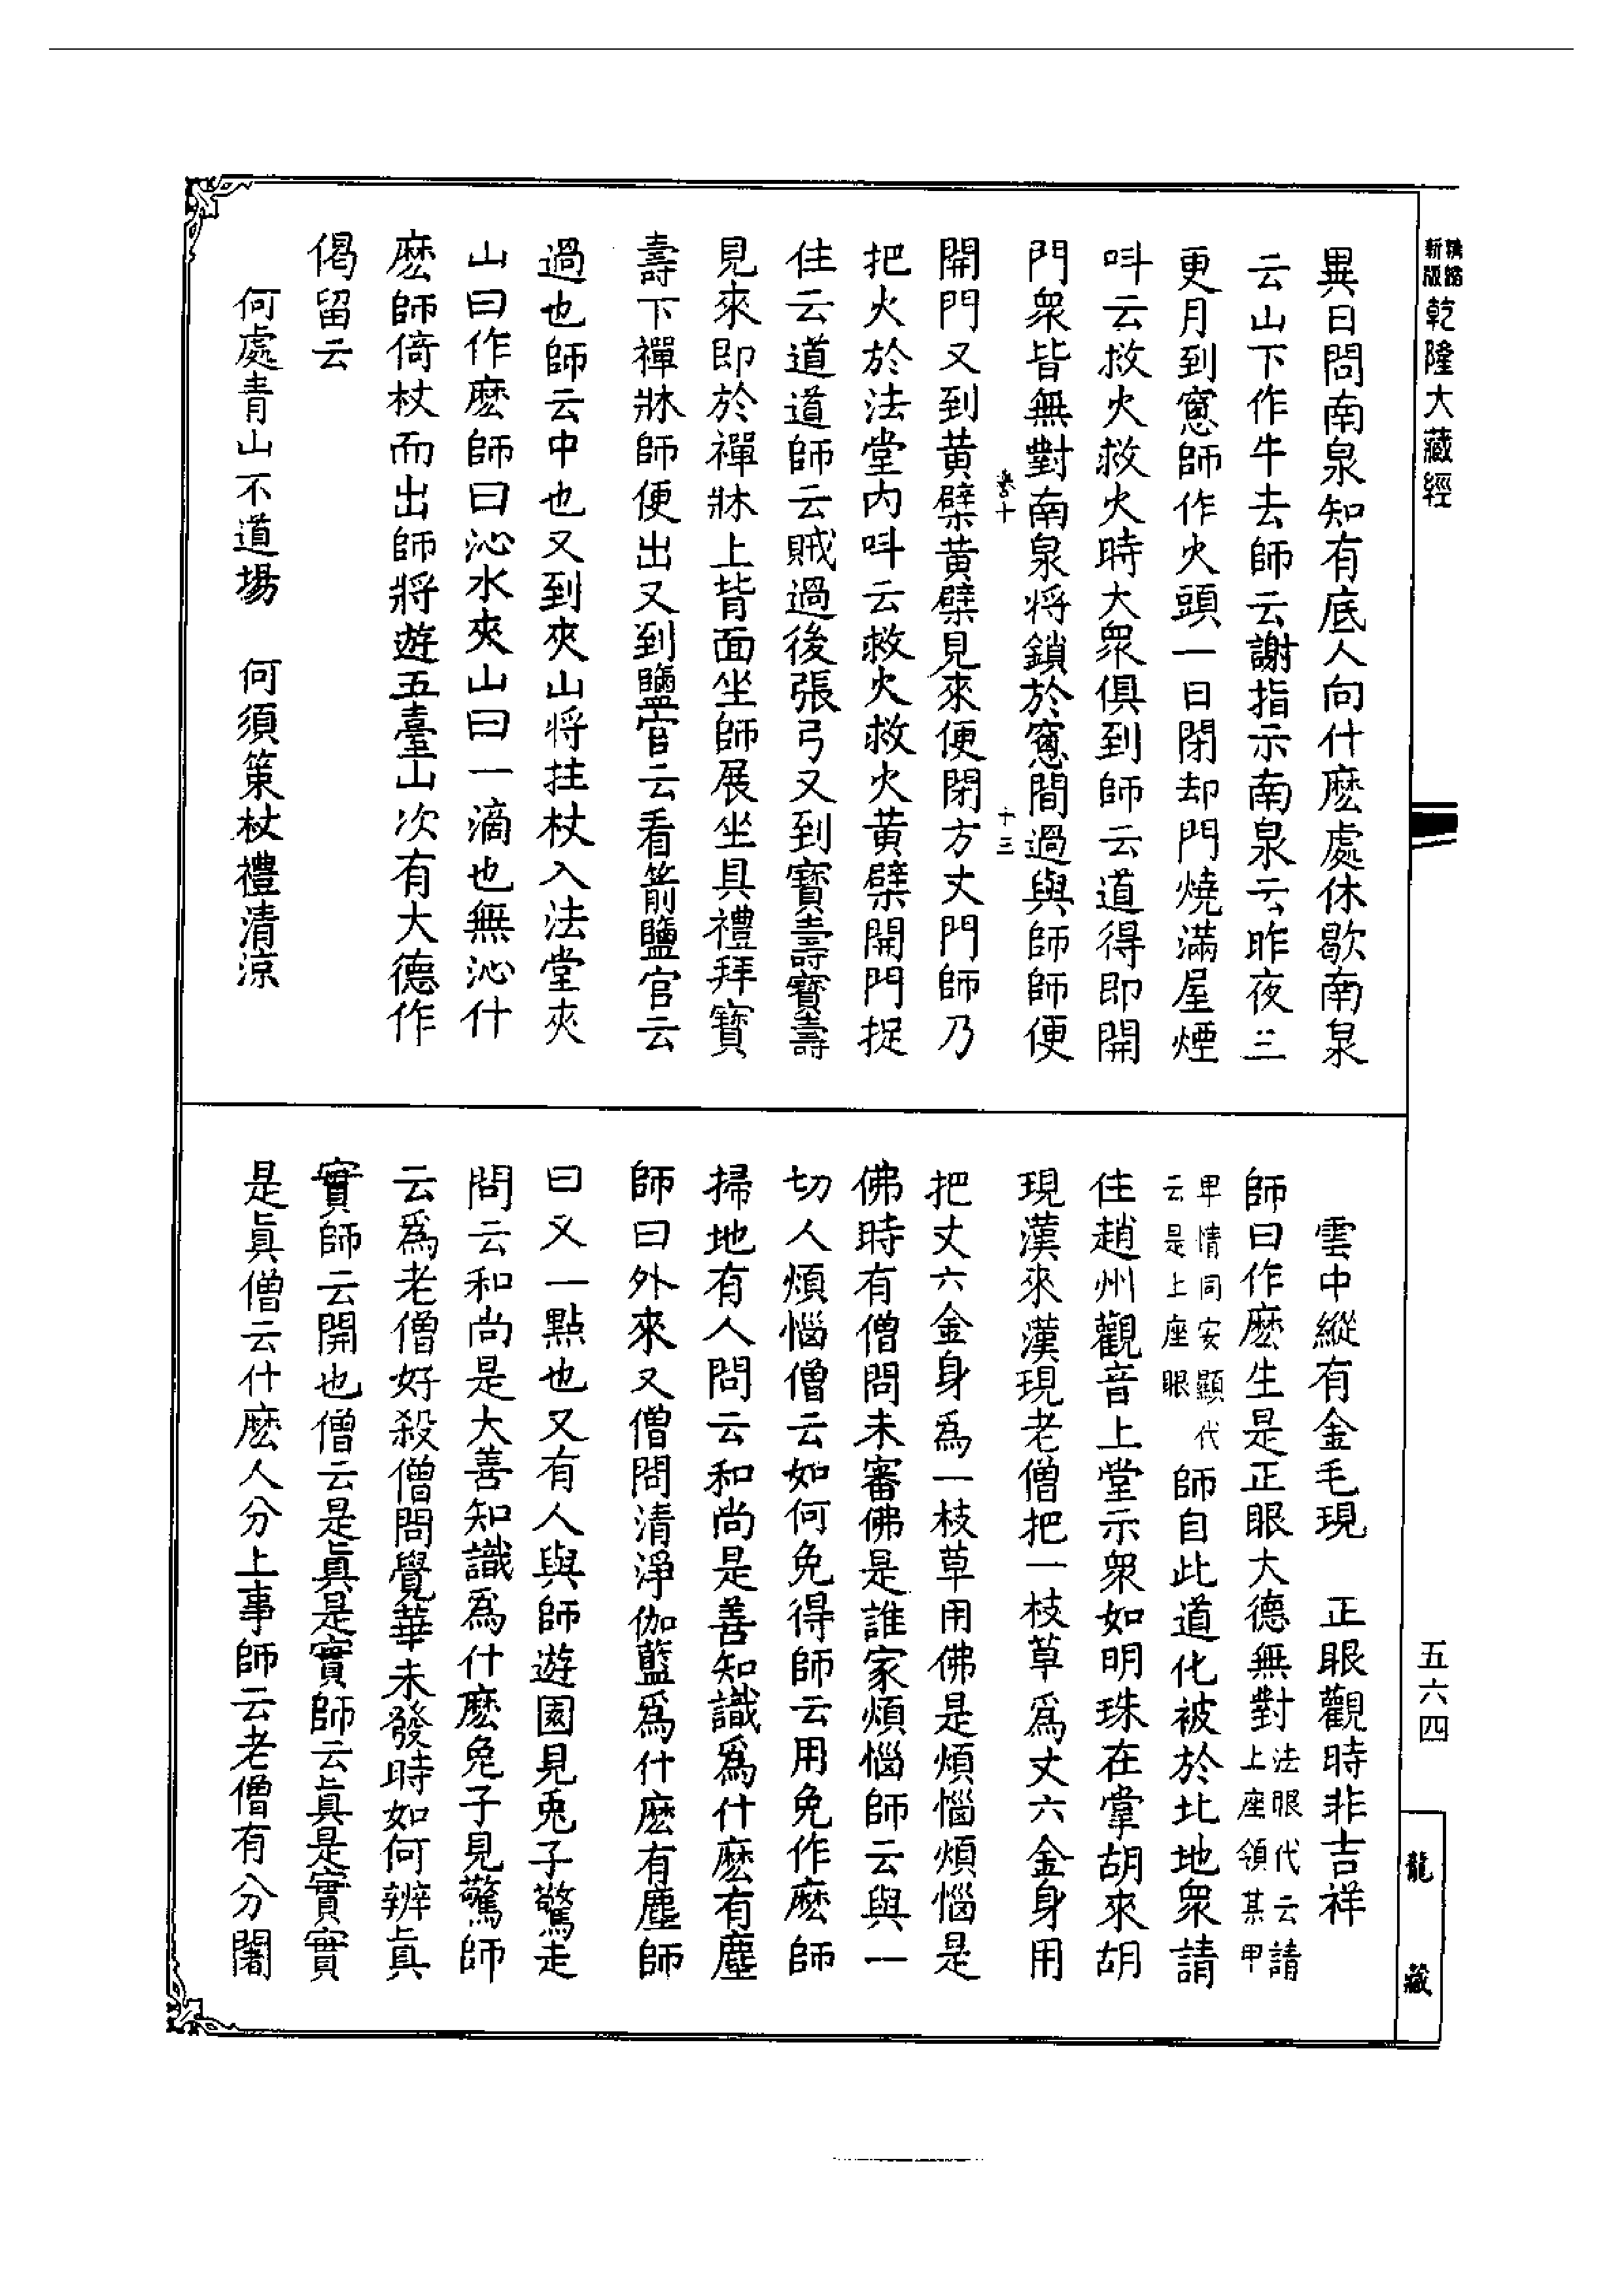 新版
精縮
乾隆大藏經
異日問南泉知有底人向什麽處休歇南泉
云山下作牛去師云謝指示南泉云昨夜三
更月到窻師作火頭一日閉却門燒滿屋煙
叫云救火救火時大衆俱到師云道得即開
門衆皆無對南泉將鎖於窻間過與師師便
十三
開門又到黄檗黄檗見來便閉方丈門師乃
把火於法堂内叫云救火救火黄檗開門捉
住云道道師云賊過後張弓又到寳壽寳壽
見來即於禪牀上背面坐師展坐具禮拜寳
壽下禪牀師便出又到鹽官云看箭鹽官云
過也師云中也又到夾山將拄杖入法堂夾
山曰作麽師曰沁水夾山曰一滴也無沁什
麽師倚杖而出師將遊五臺山次有大德作
偈留云
何處青山不道塲　何須策杖禮清涼
雲中縱有金毛現　正眼觀時非吉祥
師曰作麽生是正眼大德無對法眼代云請上座領某甲
卑情同安顯代云是上座眼師自此道化被於北地衆請
住趙州觀音上堂示衆如明珠在掌胡來胡
現漢來漢現老僧把一枝草爲丈六金身用
把丈六金身爲一枝草用佛是煩惱煩惱是
佛時有僧問未審佛是誰家煩惱師云與一
切人煩惱僧云如何免得師云用免作麽師
掃地有人問云和尚是善知識爲什麽有塵
師曰外來又僧問清淨伽藍爲什麽有塵師
曰又一點也又有人與師遊園見兎子驚走
問云和尚是大善知識爲什麽兔子見驚師
云爲老僧好殺僧問覺華未發時如何辨眞
實師云開也僧云是眞是實師云眞是實實
是眞僧云什麽人分上事師云老僧有分闍
五六四
龍藏